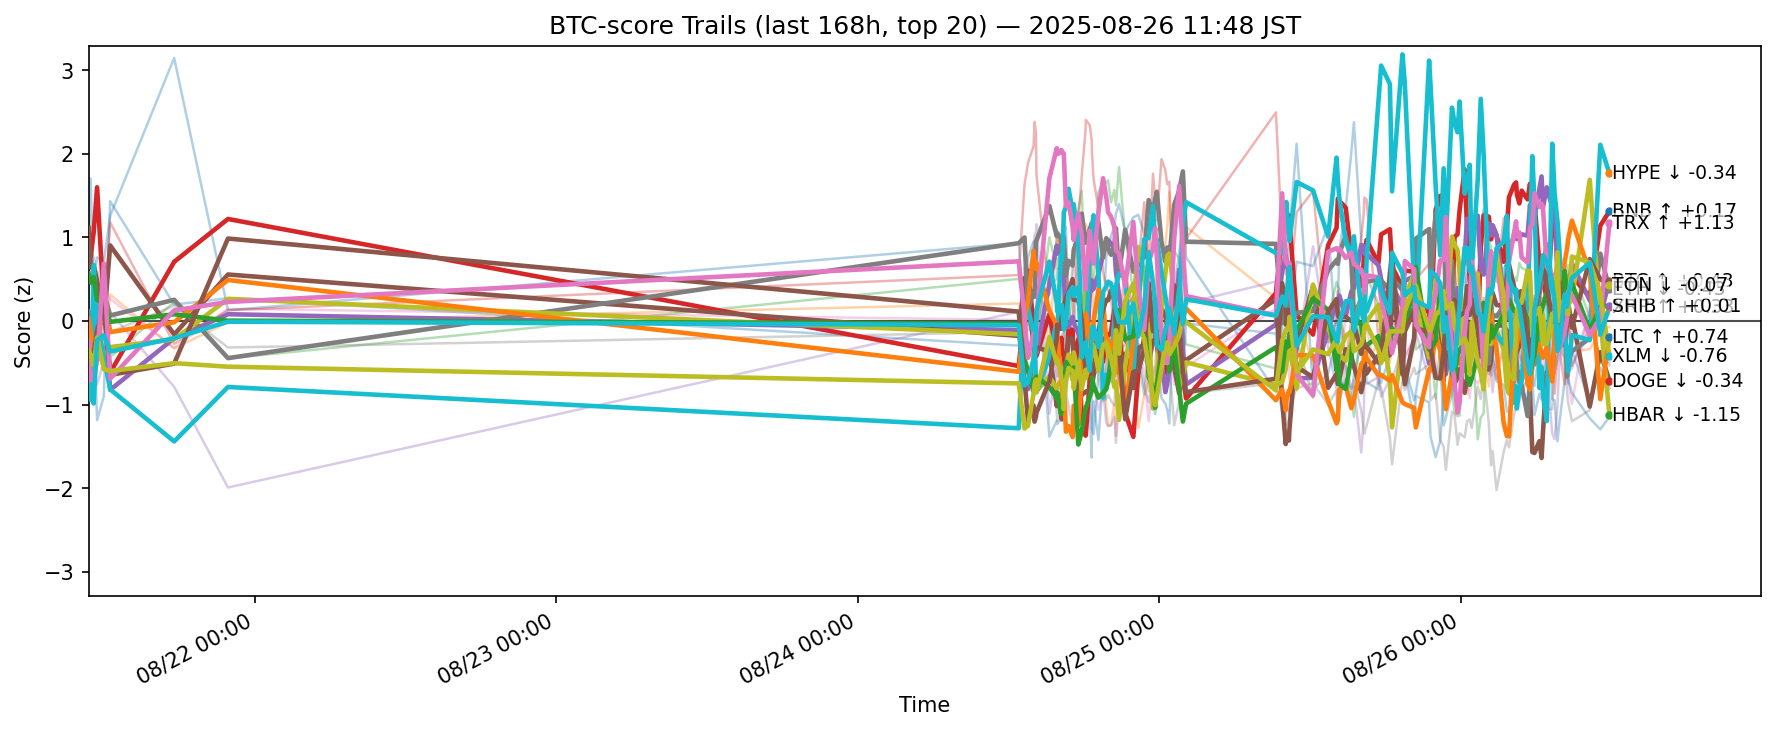 BTC-score Trails (last 168h, top 20) — 2025-08-26 11:48 JST
Score (z)
3
2
1
0
−1
−2
−3
HYPE ↓ -0.34
BNB ↑ +0.17
TRX ↑ +1.13
TON ↓ -0.07
SHIB ↑
LTC ↑ +0.74
XLM ↓ -0.76
DOGE ↓ -0.34
HBAR ↓ -1.15
08/22 00:00
08/23 00:00
08/24 00:00
08/25 00:00
08/26 00:00
Time